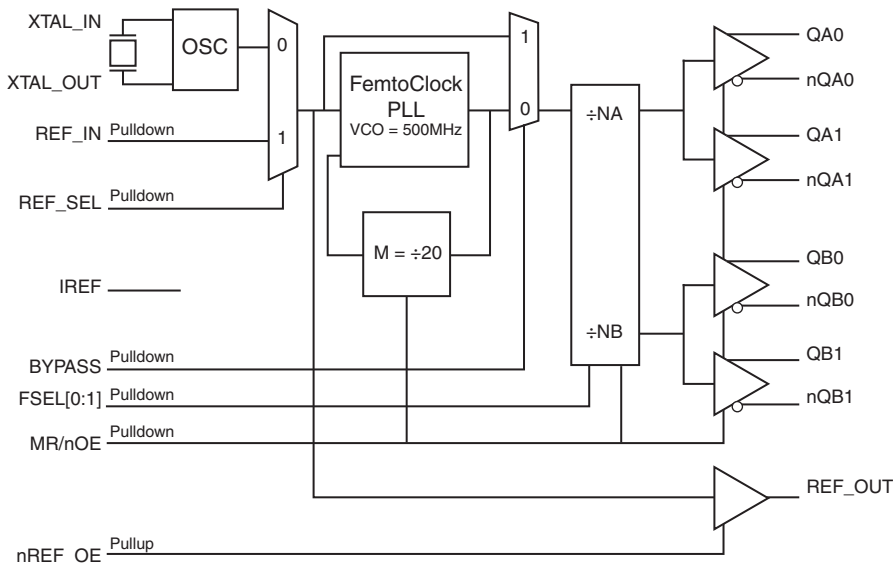 XTAL_IN
OSC
XTAL_OUT
REF_IN Pulldown
REF_SEL Pulldown
0
1
FemtoClock
PLL
VCO = 500MHz
M = ÷20
1
0
÷NA
÷NB
IREF
BYPASS Pulldown
FSEL[0:1] Pulldown
MR/nOE Pulldown
nREF_OE Pullup
QA0
nQA0
QA1
nQA1
QB0
nQB0
QB1
nQB1
REF_OUT